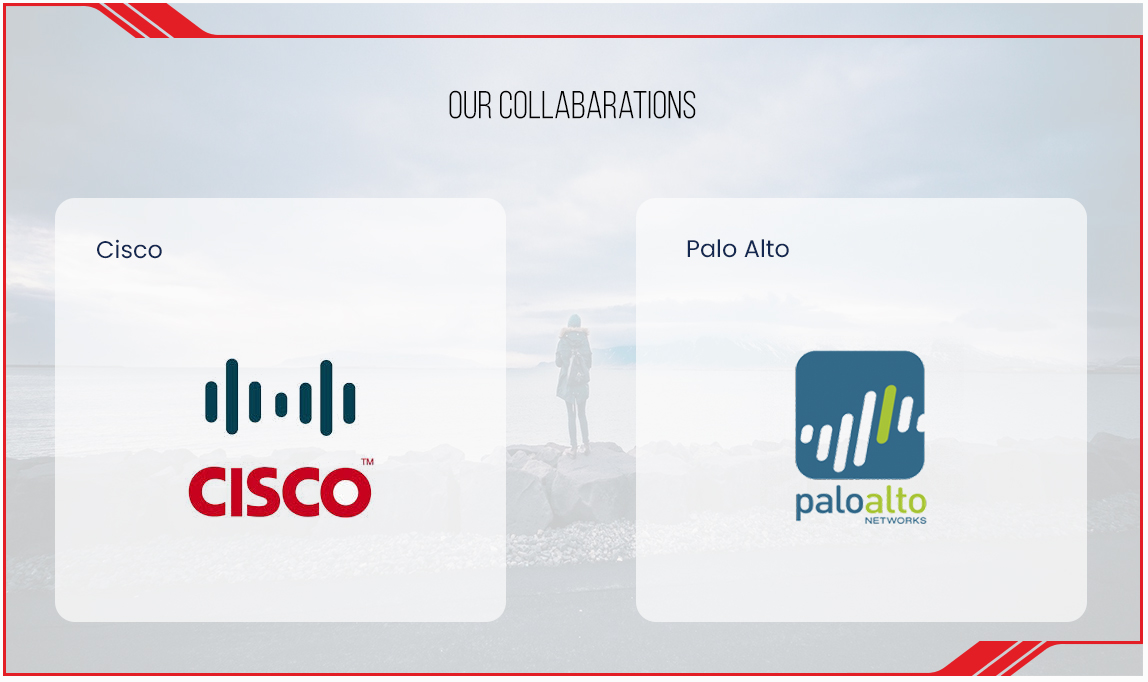 OUR COLLABARATIONS
Cisco
Palo Alto
CISCO™
paloalto
NETWORKS